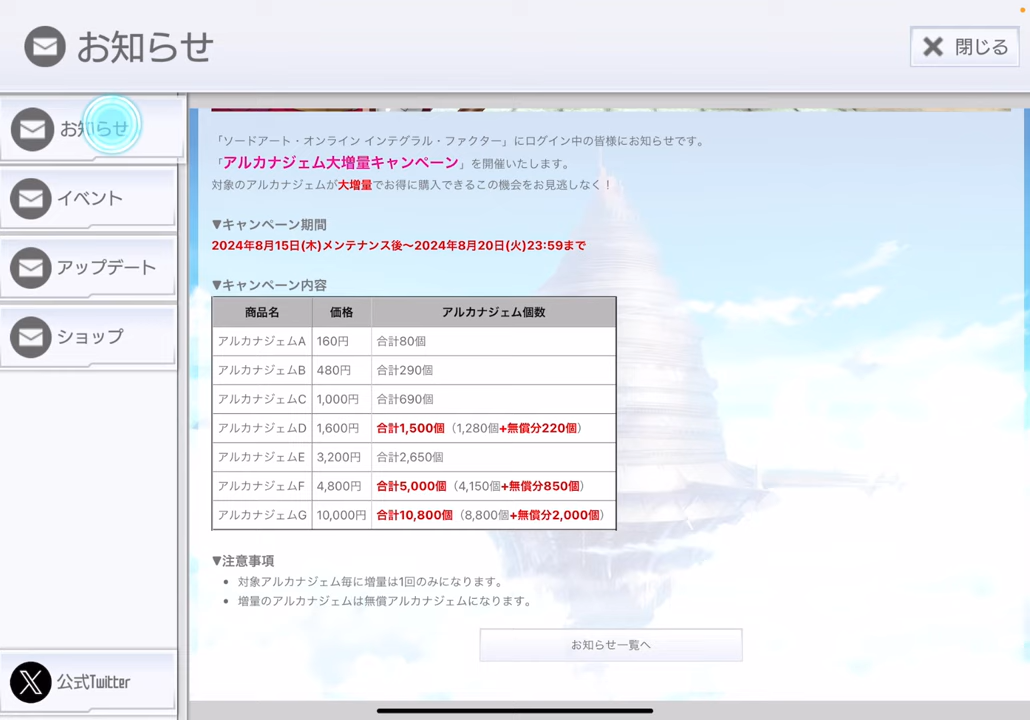 お知らせ
閉じる
お知らせ
イベント
アップデート
ショップ
公式Twitter
「ソードアート・オンライン インテグラル・ファクター」にログイン中の皆様にお知らせです。
「アルカナジェム大増量キャンペーン」を開催いたします。
対象のアルカナジェムが大増量でお得に購入できるこの機会をお見逃しなく！
▼キャンペーン期間
2024年8月15日(木)メンテナンス後〜2024年8月20日(火)23:59まで
▼キャンペーン内容
商品名 価格 アルカナジェム個数
アルカナジェムA 160円 合計80個
アルカナジェムB 480円 合計290個
アルカナジェムC 1,000円 合計690個
アルカナジェムD 1,600円 合計1,500個（1,280個+無償分220個）
アルカナジェムE 3,200円 合計2,650個
アルカナジェムF 4,800円 合計5,000個（4,150個+無償分850個）
アルカナジェムG 10,000円 合計10,800個（8,800個+無償分2,000個）
▼注意事項
• 対象アルカナジェム毎に増量は1回のみになります。
• 増量のアルカナジェムは無償アルカナジェムになります。
お知らせ一覧へ